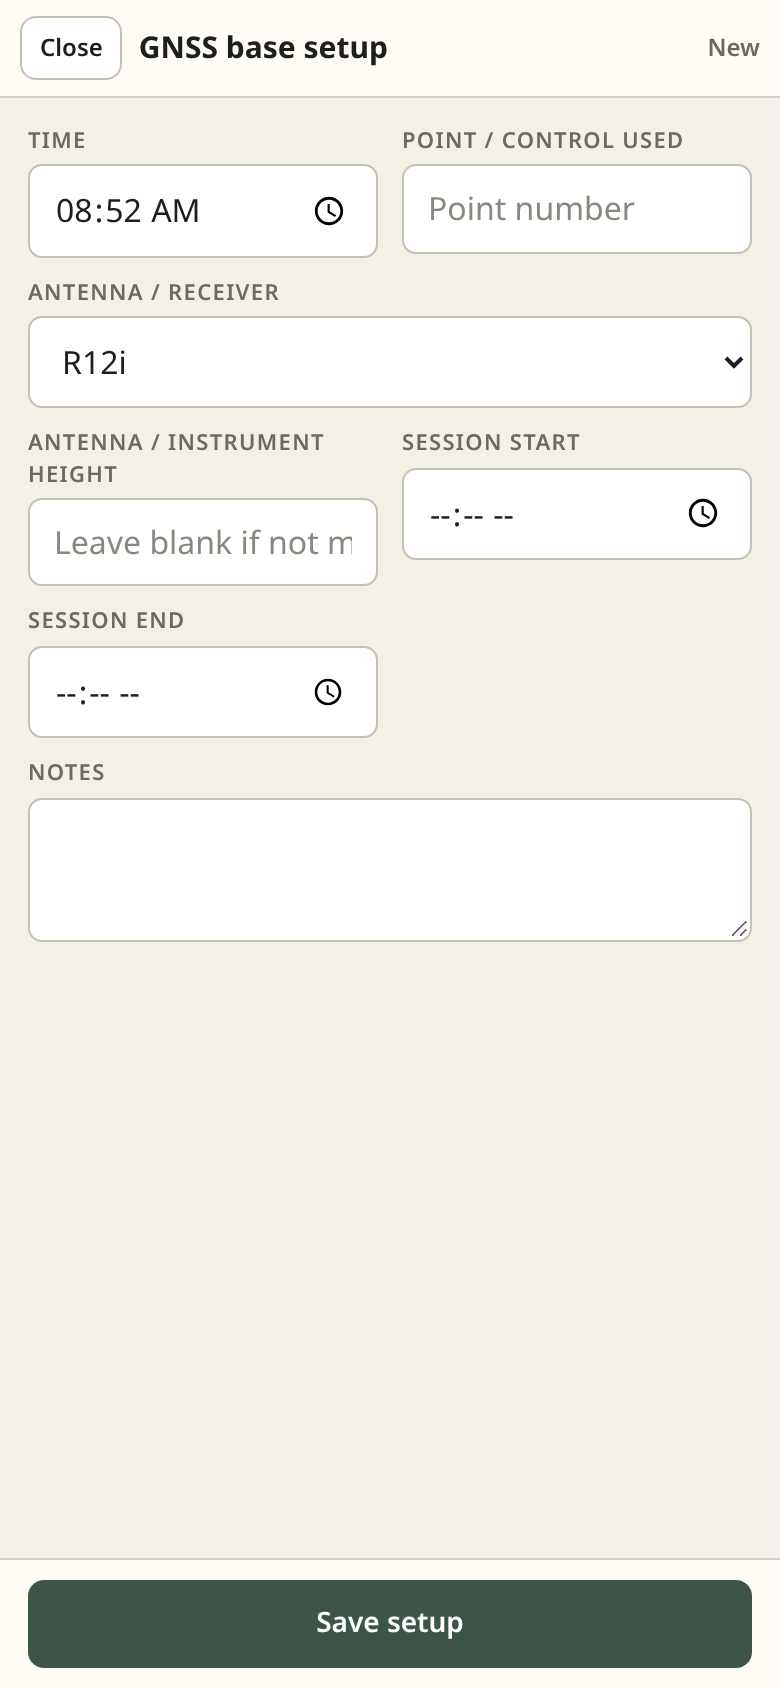 Close GNSS base setup New
TIME
08:52 AM
POINT / CONTROL USED
Point number
ANTENNA / RECEIVER
R12i
ANTENNA / INSTRUMENT
HEIGHT
Leave blank if not m
SESSION START
--:-- --
SESSION END
--:-- --
NOTES
Save setup